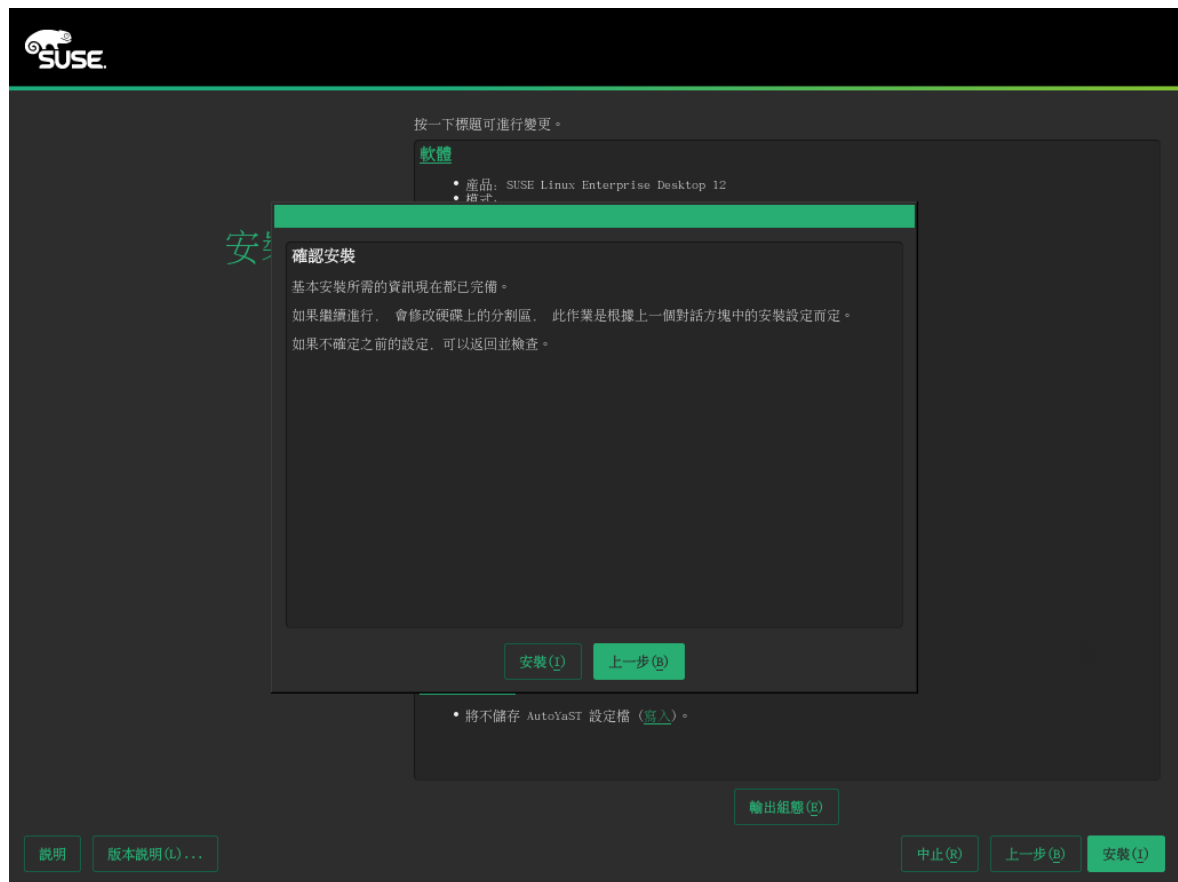 SUSE.
按一下標題可進行變更。
軟體
• 產品: SUSE Linux Enterprise Desktop 12
• 模式:
確認安裝
基本安裝所需的資訊現在都已完備。
如果繼續進行， 會修改硬碟上的分割區， 此作業是根據上一個對話方塊中的安裝設定而定。
如果不確定之前的設定，可以返回並檢查。
安裝(I) 上一步(B)
• 將不儲存 AutoYaST 設定檔 (寫入)。
輸出組態(E)
說明 版本說明(L)... 中止(R) 上一步(B) 安裝(I)